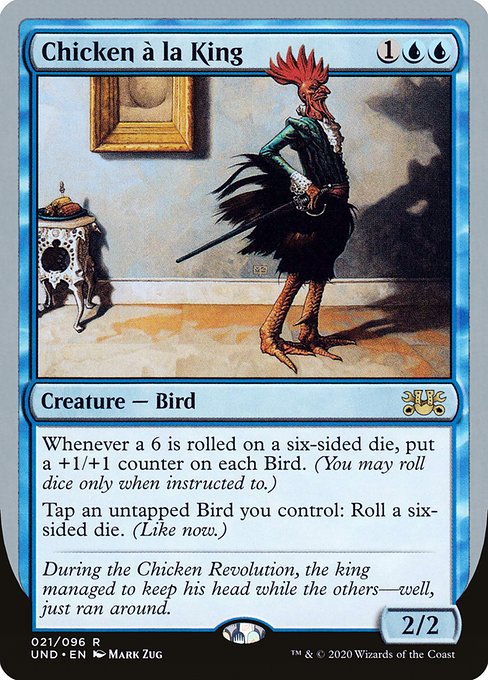 Chicken à la King 1
Creature — Bird
Whenever a 6 is rolled on a six-sided die, put
a +1/+1 counter on each Bird. (You may roll
dice only when instructed to.)
Tap an untapped Bird you control: Roll a six-
sided die. (Like now.)
During the Chicken Revolution, the king
managed to keep his head while the others—well,
just ran around.
2/2
021/096 R
UND • EN Mark Zug
™ & © 2020 Wizards of the Coast